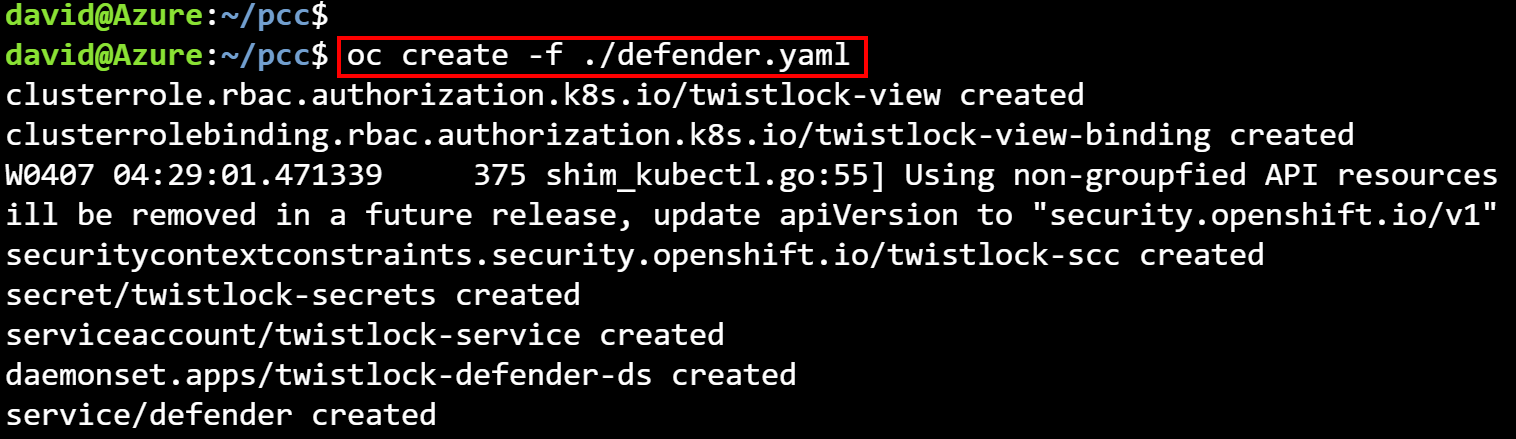 david@Azure:~/pcc$
david@Azure:~/pcc$ oc create -f ./defender.yaml
clusterrole.rbac.authorization.k8s.io/twistlock-view created
clusterrolebinding.rbac.authorization.k8s.io/twistlock-view-binding created
W0407 04:29:01.471339     375 shim_kubectl.go:55] Using non-groupfied API resources
ill be removed in a future release, update apiVersion to "security.openshift.io/v1"
securitycontextconstraints.security.openshift.io/twistlock-scc created
secret/twistlock-secrets created
serviceaccount/twistlock-service created
daemonset.apps/twistlock-defender-ds created
service/defender created